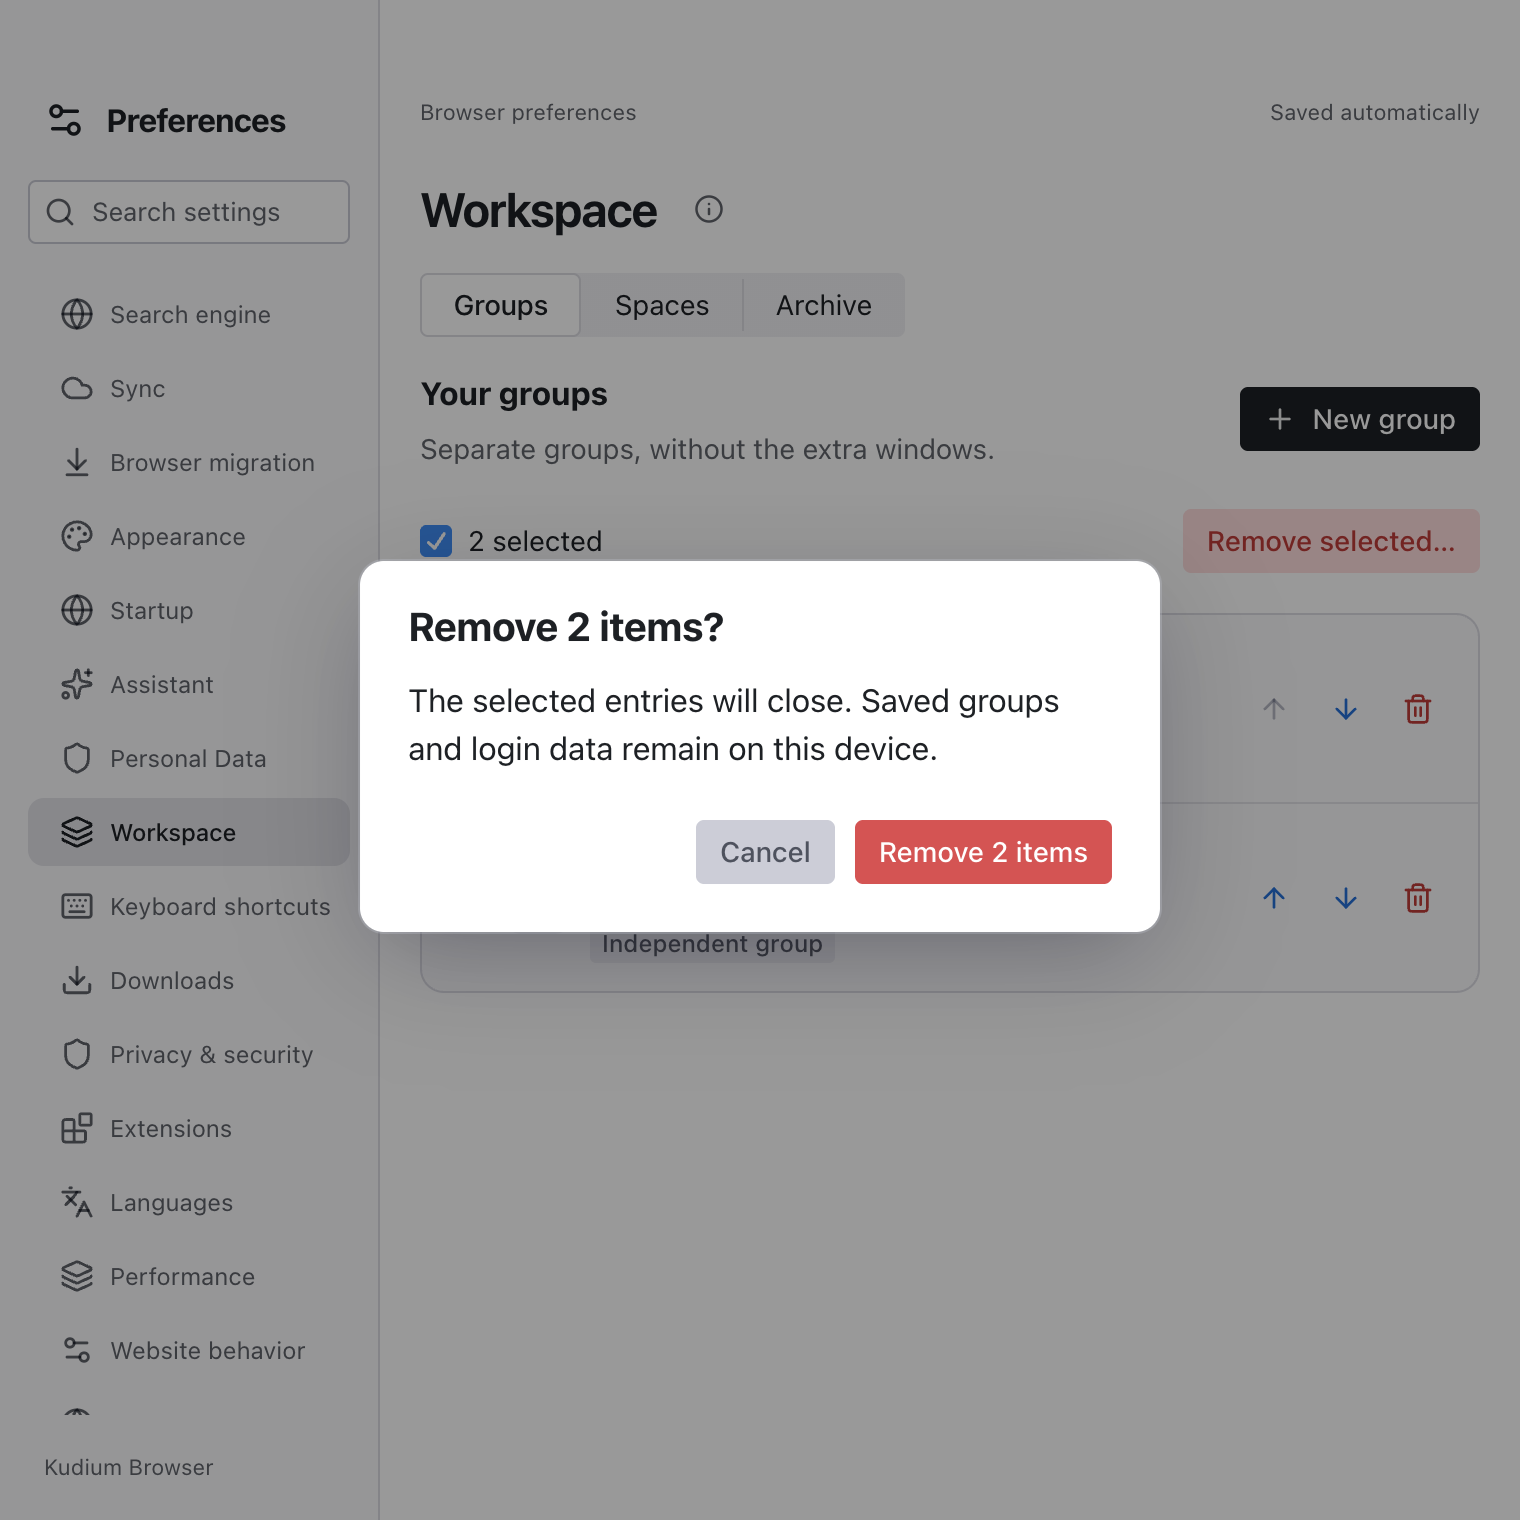 Preferences
Search settings
Search engine
Sync
Browser migration
Appearance
Startup
Assistant
Personal Data
Workspace
Keyboard shortcuts
Downloads
Privacy & security
Extensions
Languages
Performance
Website behavior
Kudium Browser
Browser preferences
Saved automatically
Workspace
Groups
Spaces
Archive
Your groups
Separate groups, without the extra windows.
New group
2 selected
Remove selected...
Remove 2 items?
The selected entries will close. Saved groups
and login data remain on this device.
Cancel
Remove 2 items
Independent group